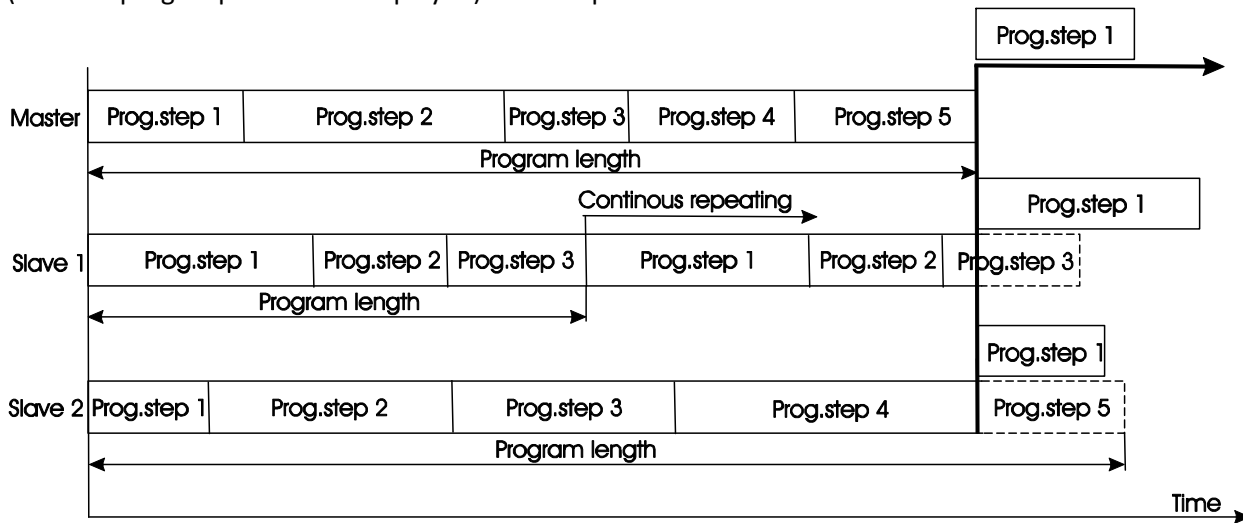 Prog.step 1
Master Prog.step 1 Prog.step 2 Prog.step 3 Prog.step 4 Prog.step 5
Program length
Continous repeating
Prog.step 1
Slave 1 Prog.step 1 Prog.step 2 Prog.step 3 Prog.step 1 Prog.step 2 Prog.step 3
Program length
Prog.step 1
Slave 2 Prog.step 1 Prog.step 2 Prog.step 3 Prog.step 4 Prog.step 5
Program length
Time